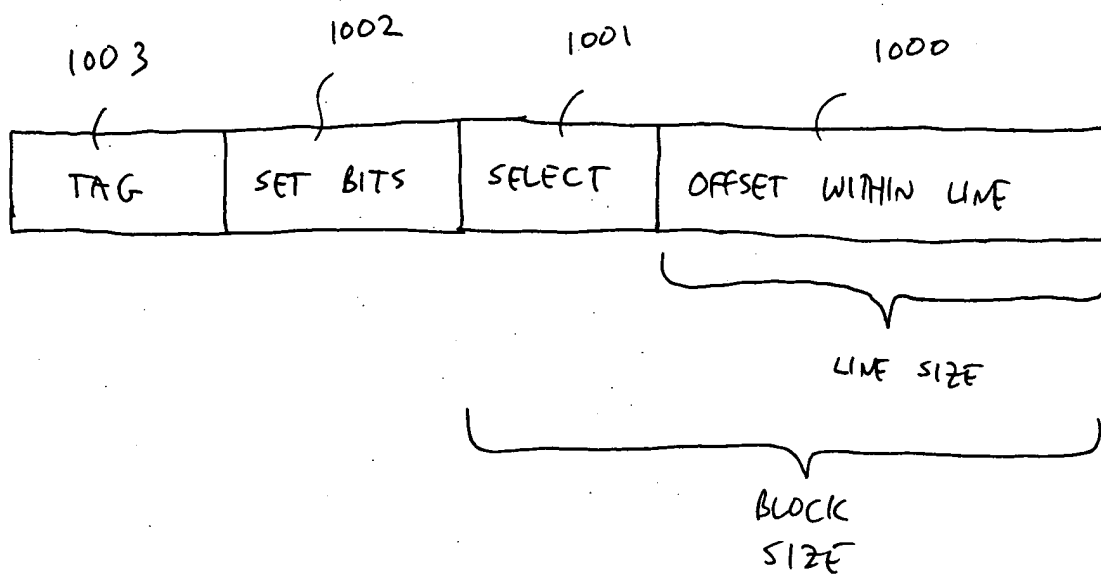 1003 1002 1001 1000
TAG SET BITS SELECT OFFSET WITHIN LINE
LINE SIZE
BLOCK
SIZE